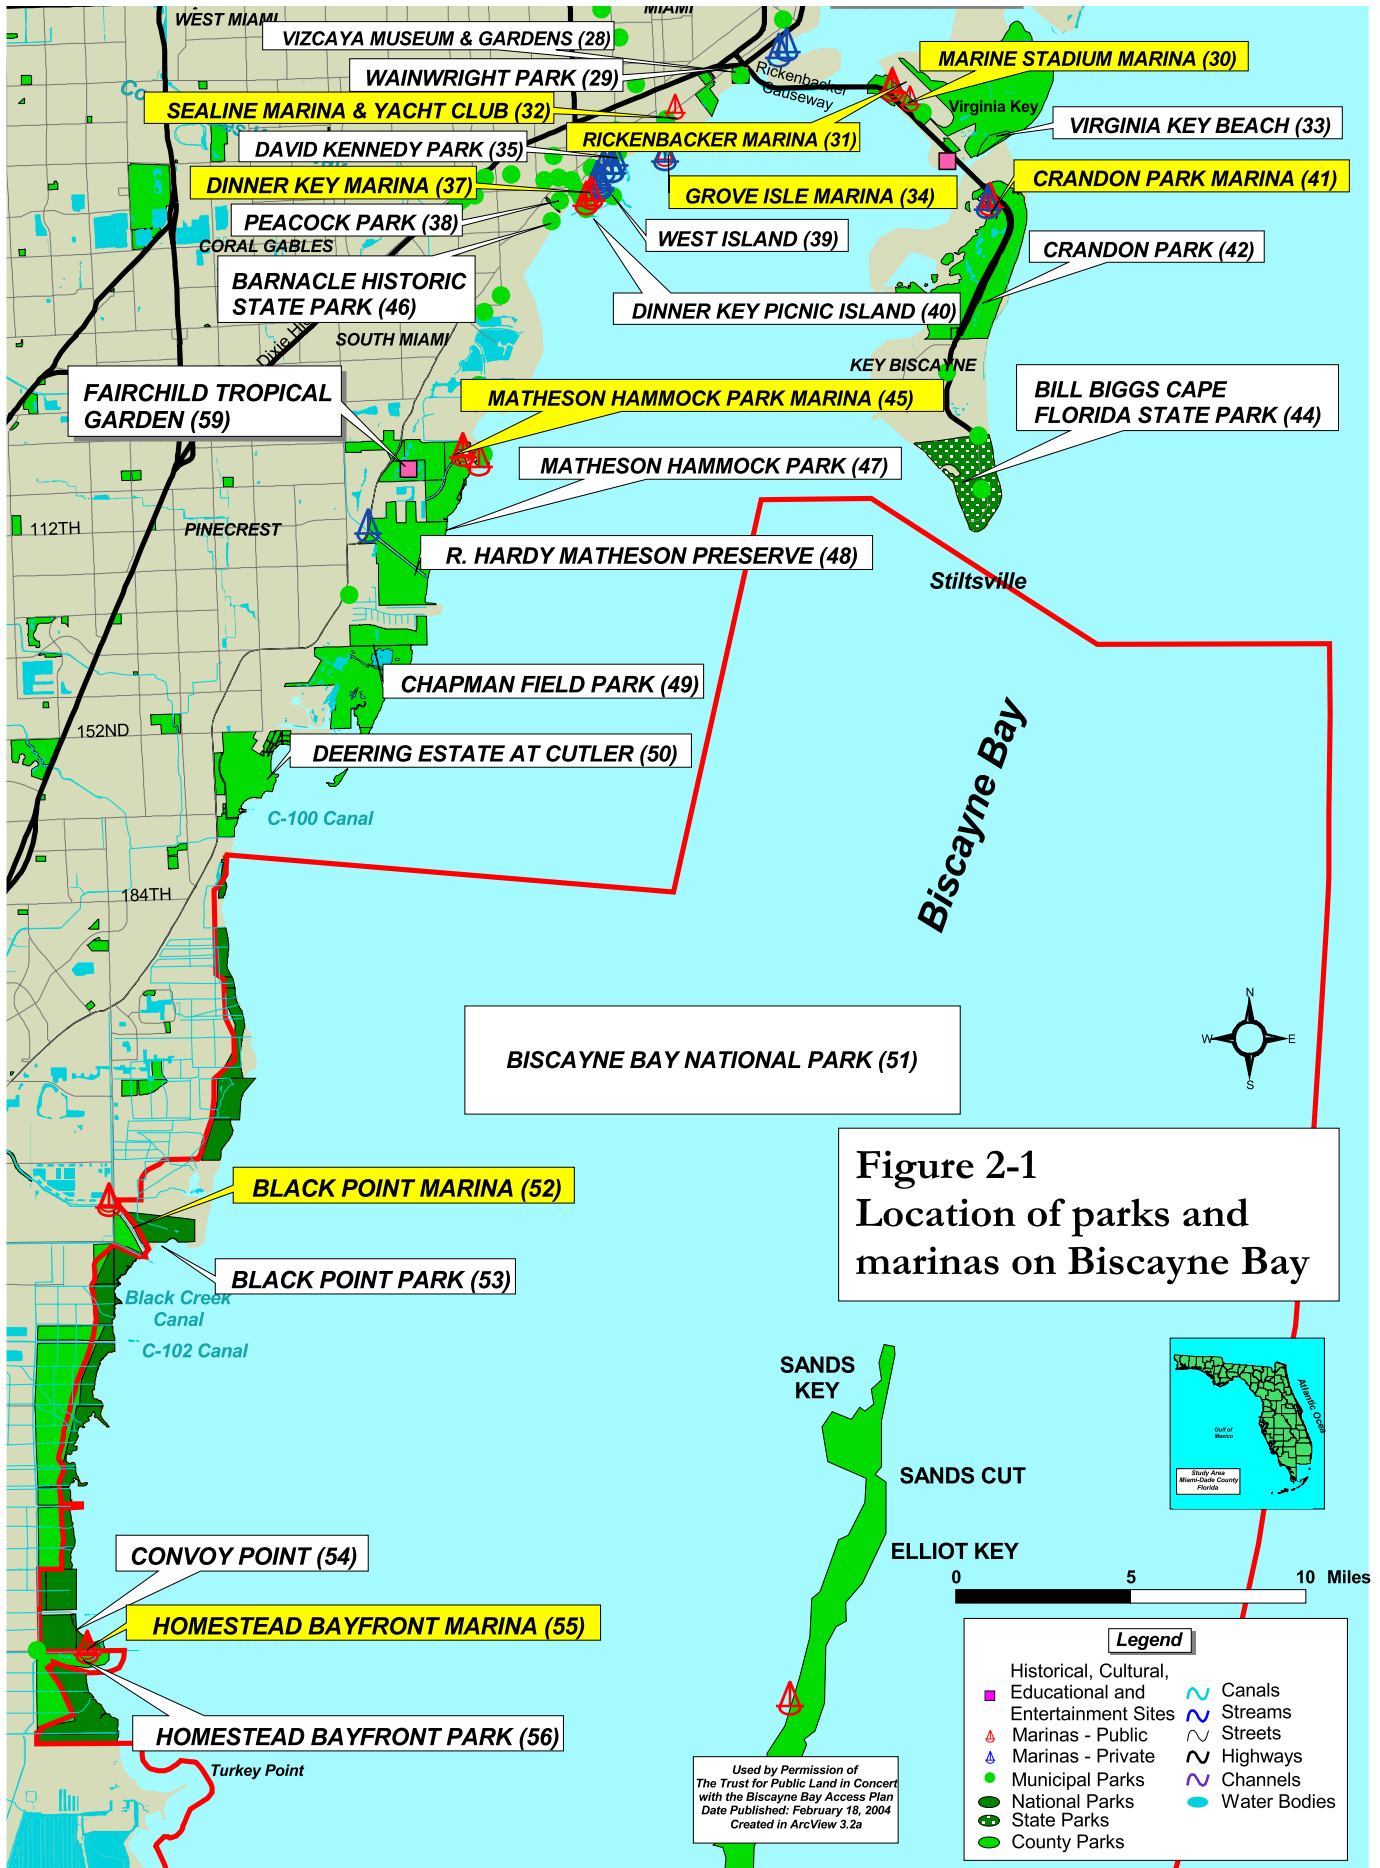 WEST MIAMI
MIAMI
VIZCAYA MUSEUM & GARDENS (28)
WAINWRIGHT PARK (29)
MARINE STADIUM MARINA (30)
Rickenbacker
Causeway
SEALINE MARINA & YACHT CLUB (32)
Virginia Key
RICKENBACKER MARINA (31)
VIRGINIA KEY BEACH (33)
DAVID KENNEDY PARK (35)
DINNER KEY MARINA (37)
GROVE ISLE MARINA (34)
CRANDON PARK MARINA (41)
PEACOCK PARK (38)
WEST ISLAND (39)
CORAL GABLES
CRANDON PARK (42)
BARNACLE HISTORIC
STATE PARK (46)
DINNER KEY PICNIC ISLAND (40)
SOUTH MIAMI
KEY BISCAYNE
FAIRCHILD TROPICAL
GARDEN (59)
MATHESON HAMMOCK PARK MARINA (45)
BILL BIGGS CAPE
FLORIDA STATE PARK (44)
MATHESON HAMMOCK PARK (47)
112TH
PINECREST
R. HARDY MATHESON PRESERVE (48)
Stiltsville
CHAPMAN FIELD PARK (49)
152ND
DEERING ESTATE AT CUTLER (50)
Biscayne Bay
C-100 Canal
184TH
N
W
E
S
BISCAYNE BAY NATIONAL PARK (51)
Figure 2-1
Location of parks and
marinas on Biscayne Bay
BLACK POINT MARINA (52)
BLACK POINT PARK (53)
Black Creek
Canal
C-102 Canal
SANDS
KEY
SANDS CUT
ELLIOT KEY
Atlantic Ocea
Gulf of
Mexico
Study Area
Miami-Dade County
Florida
0 5 10 Miles
CONVOY POINT (54)
HOMESTEAD BAYFRONT MARINA (55)
HOMESTEAD BAYFRONT PARK (56)
Turkey Point
Legend
Historical, Cultural,
Educational and
Entertainment Sites
Marinas - Public
Marinas - Private
Municipal Parks
National Parks
State Parks
County Parks
Canals
Streams
Streets
Highways
Channels
Water Bodies
Used by Permission of
The Trust for Public Land in Concert
with the Biscayne Bay Access Plan
Date Published: February 18, 2004
Created in ArcView 3.2a